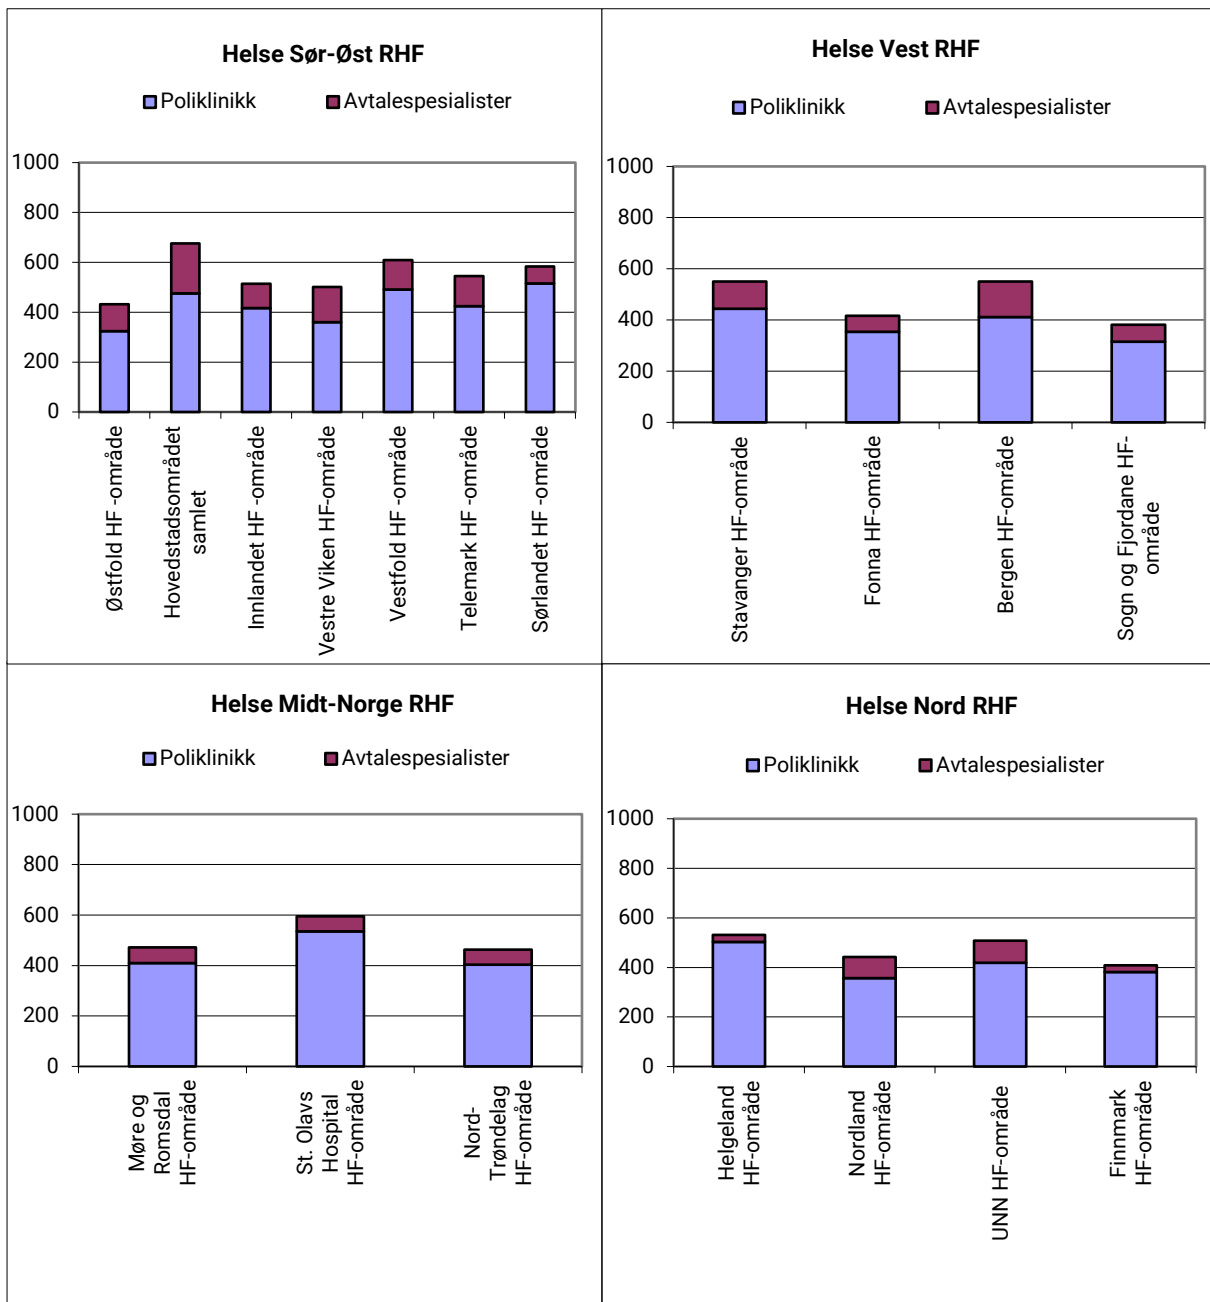 Helse Sør-Øst RHF
Poliklinikk
Avtalespesialister
1000
800
600
400
200
0
Østfold HF -område
Hovedstadsområdet
samlet
Innlandet HF -område
Vestre Viken HF-område
Vestfold HF -område
Telemark HF -område
Sørlandet HF -område
Helse Vest RHF
Poliklinikk
Avtalespesialister
1000
800
600
400
200
0
Stavanger HF-område
Fonna HF-område
Bergen HF-område
Sogn og Fjordane HF-
område
Helse Midt-Norge RHF
Poliklinikk
Avtalespesialister
1000
800
600
400
200
0
Møre og
Romsdal
HF-område
St. Olavs
Hospital
HF-område
Nord-
Trøndelag
HF-område
Helse Nord RHF
Poliklinikk
Avtalespesialister
1000
800
600
400
200
0
Helgeland
HF-område
Nordland
HF-område
UNN HF-område
Finnmark
HF-område